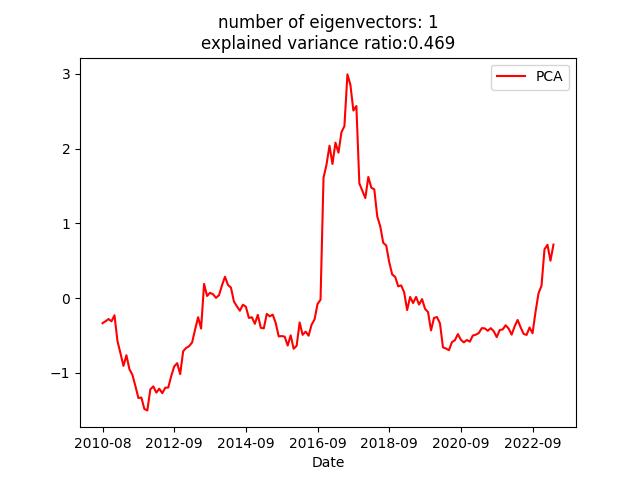 number of eigenvectors: 1
explained variance ratio:0.469
PCA
3
2
1
0
−1
2010-08 2012-09 2014-09 2016-09 2018-09 2020-09 2022-09
Date